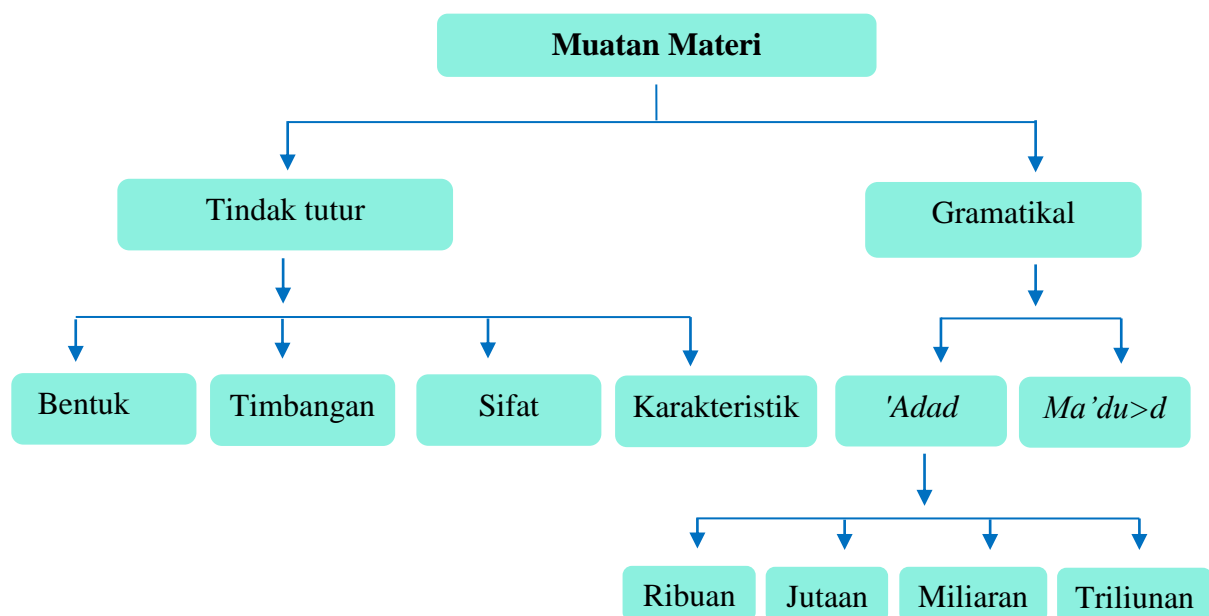 Muatan Materi
Tindak tutur
Gramatikal
Bentuk
Timbangan
Sifat
Karakteristik
'Adad
Ma’du>d
Ribuan
Jutaan
Miliaran
Triliunan